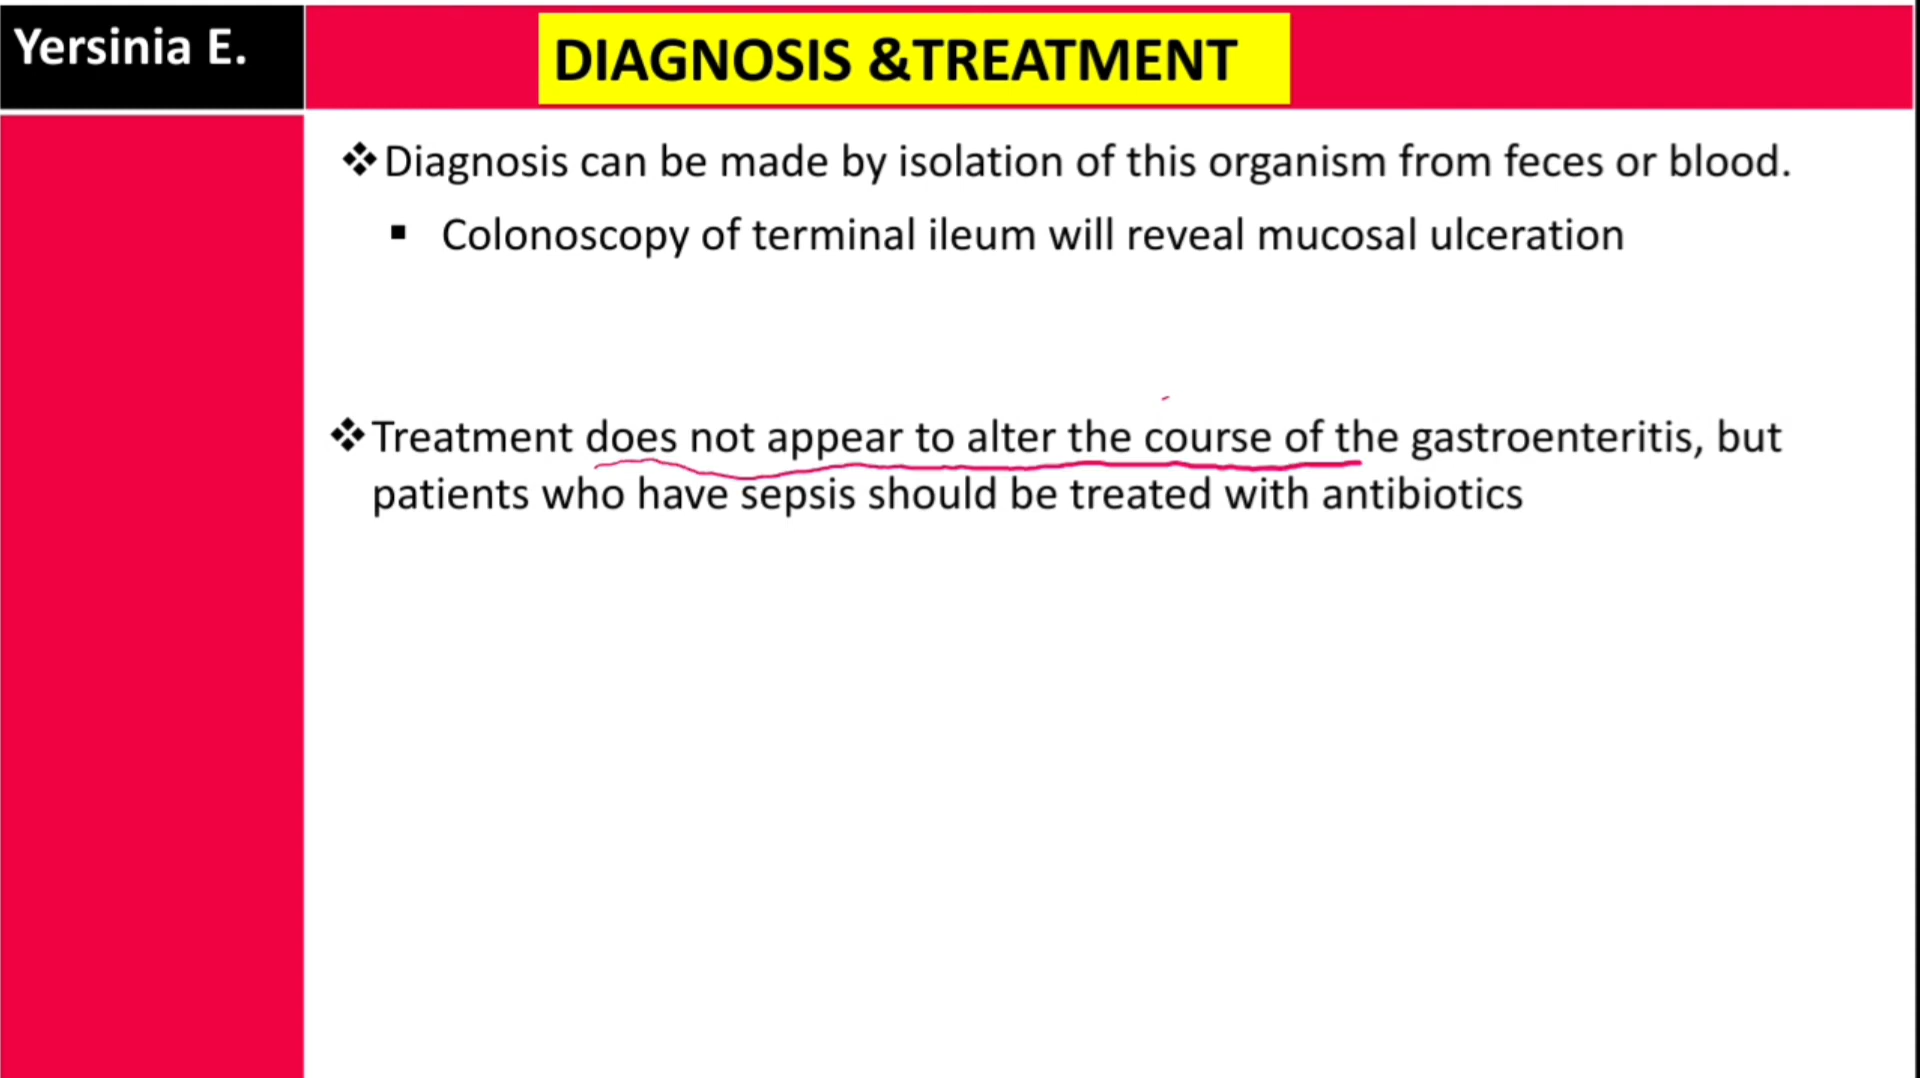 Yersinia E.
DIAGNOSIS &TREATMENT
❖Diagnosis can be made by isolation of this organism from feces or blood.
▪ Colonoscopy of terminal ileum will reveal mucosal ulceration
❖Treatment does not appear to alter the course of the gastroenteritis, but
patients who have sepsis should be treated with antibiotics